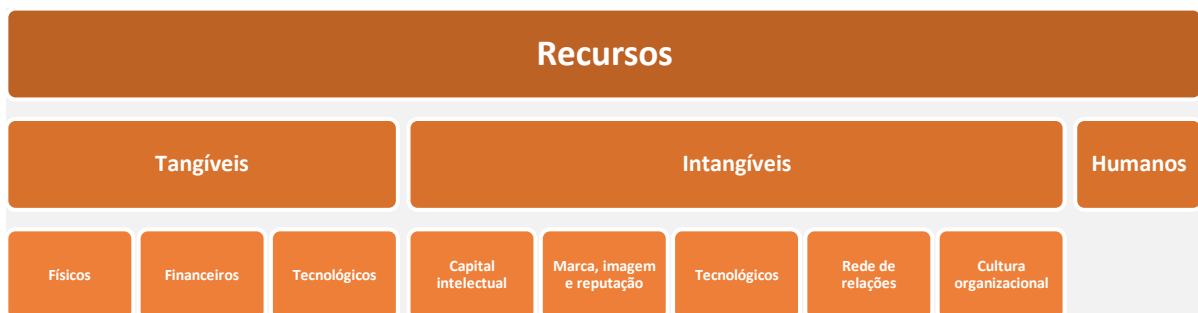 Recursos
Tangíveis
Intangíveis
Humanos
Físicos
Financeiros
Tecnológicos
Capital
intelectual
Marca, imagem
e reputação
Tecnológicos
Rede de
relações
Cultura
organizacional